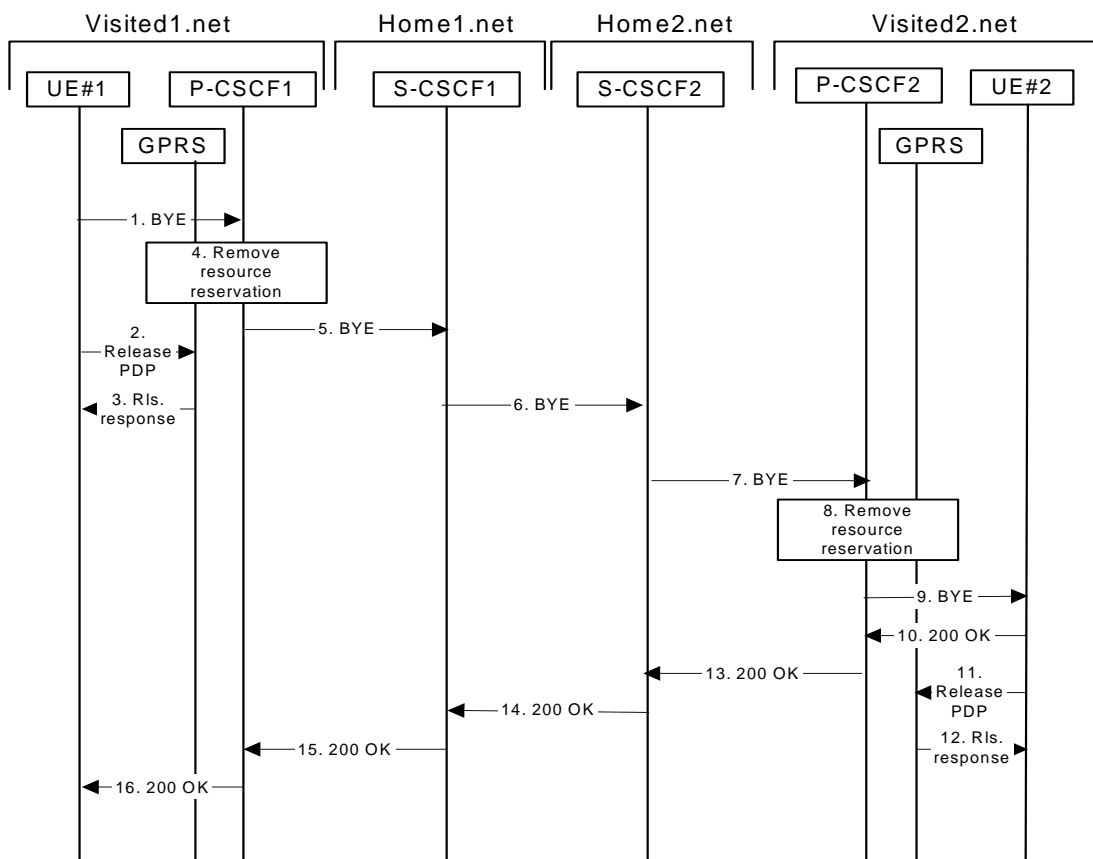 Visited1.net
Home1.net
Home2.net
Visited2.net
UE#1
P-CSCF1
S-CSCF1
S-CSCF2
P-CSCF2
UE#2
GPRS
GPRS
1. BYE
4. Remove
resource
reservation
5. BYE
2.
Release
PDP
3. Rls.
response
6. BYE
7. BYE
8. Remove
resource
reservation
9. BYE
10. 200 OK
13. 200 OK
11.
Release
PDP
14. 200 OK
12. Rls.
response
15. 200 OK
16. 200 OK